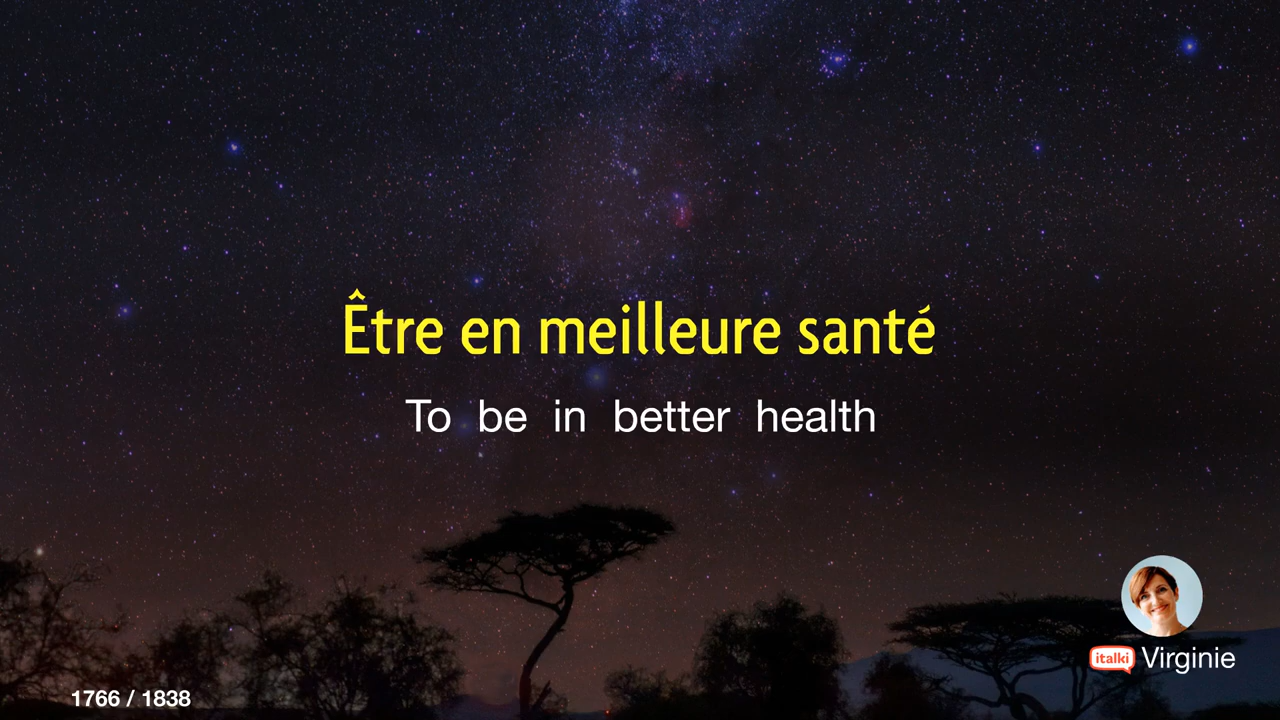 Être en meilleure santé
To be in better health
italki Virginie
1766 / 1838